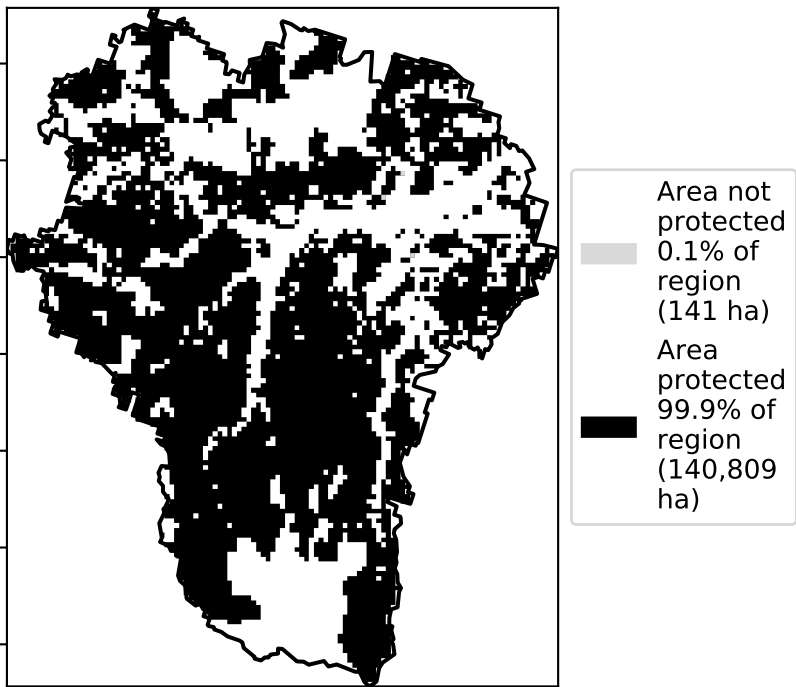 Area not
protected
0.1% of
region
(141 ha)
Area
protected
99.9% of
region
(140,809
ha)